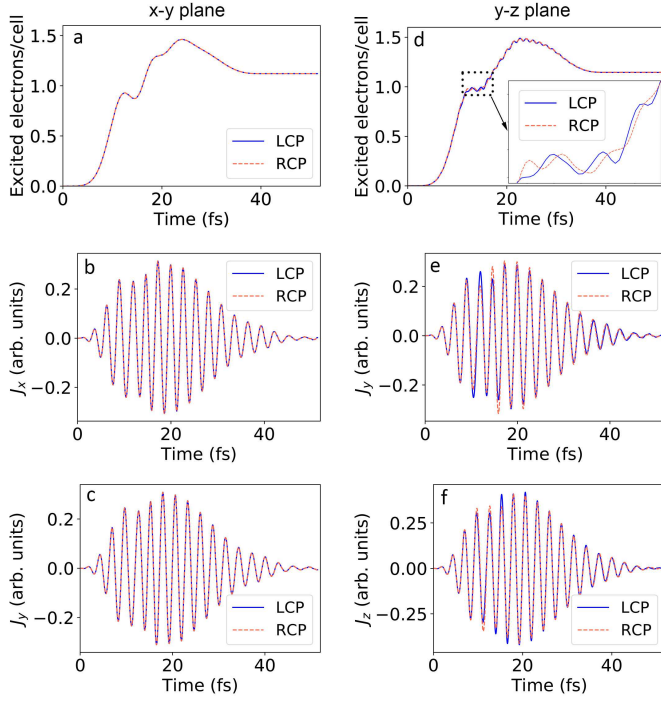 x-y plane
y-z plane
a
Excited electrons/cell
1.5
1.0
0.5
0.0
LCP
RCP
0
20
40
Time (fs)
d
Excited electrons/cell
1.5
1.0
0.5
0.0
LCP
RCP
0
20
40
Time (fs)
b
Jx (arb. units)
0.2
0.0
−0.2
LCP
RCP
0
20
40
Time (fs)
e
Jy (arb. units)
0.2
0.0
−0.2
LCP
RCP
0
20
40
Time (fs)
c
Jy (arb. units)
0.2
0.0
−0.2
LCP
RCP
0
20
40
Time (fs)
f
Jz (arb. units)
0.25
0.00
−0.25
LCP
RCP
0
20
40
Time (fs)